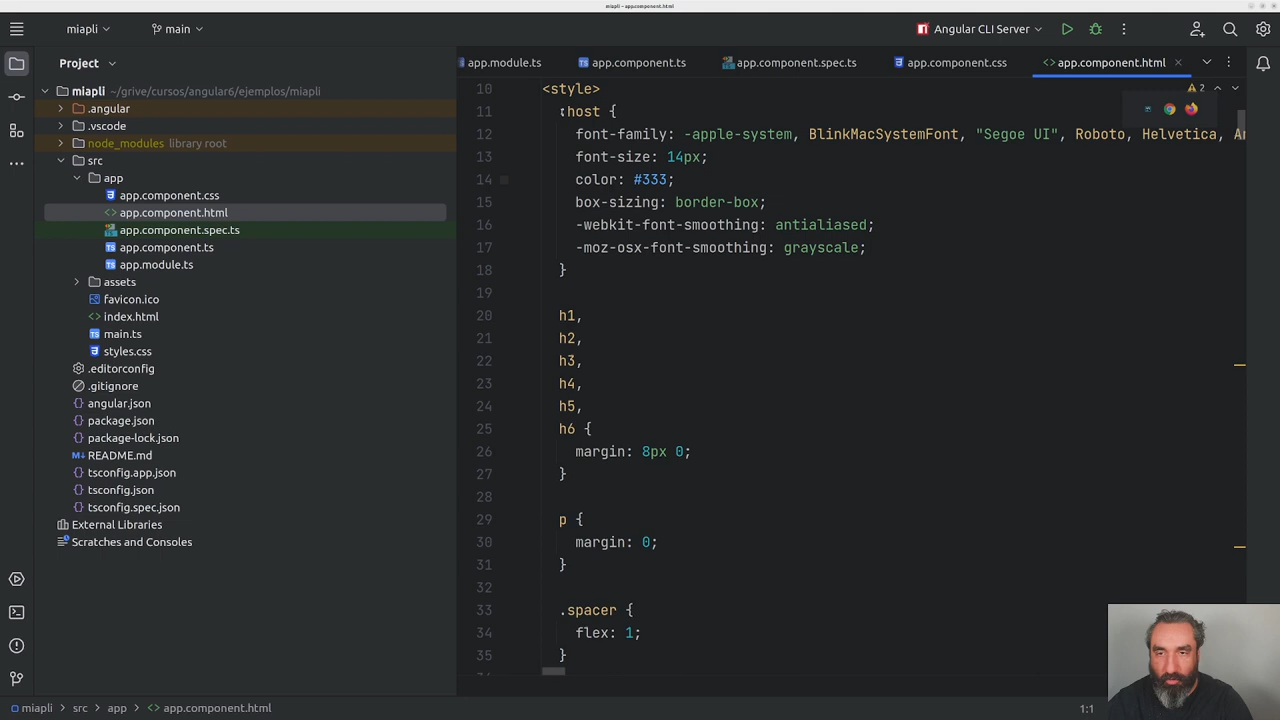 miapli – app.component.html
miapli
main
Angular CLI Server
Project
app.module.ts
app.component.ts
app.component.spec.ts
app.component.css
app.component.html
miapli ~/grive/cursos/angular6/ejemplos/miapli
.angular
.vscode
node_modules library root
src
app
app.component.css
app.component.html
app.component.spec.ts
app.component.ts
app.module.ts
assets
favicon.ico
index.html
main.ts
styles.css
.editorconfig
.gitignore
angular.json
package.json
package-lock.json
README.md
tsconfig.app.json
tsconfig.json
tsconfig.spec.json
External Libraries
Scratches and Consoles
2
10 <style>
11 :host {
12 font-family: -apple-system, BlinkMacSystemFont, "Segoe UI", Roboto, Helvetica,
13 font-size: 14px;
14 color: #333;
15 box-sizing: border-box;
16 -webkit-font-smoothing: antialiased;
17 -moz-osx-font-smoothing: grayscale;
18 }
19
20 h1,
21 h2,
22 h3,
23 h4,
24 h5,
25 h6 {
26 margin: 8px 0;
27 }
28
29 p {
30 margin: 0;
31 }
32
33 .spacer {
34 flex: 1;
35 }
miapli > src > app > app.component.html
1:1